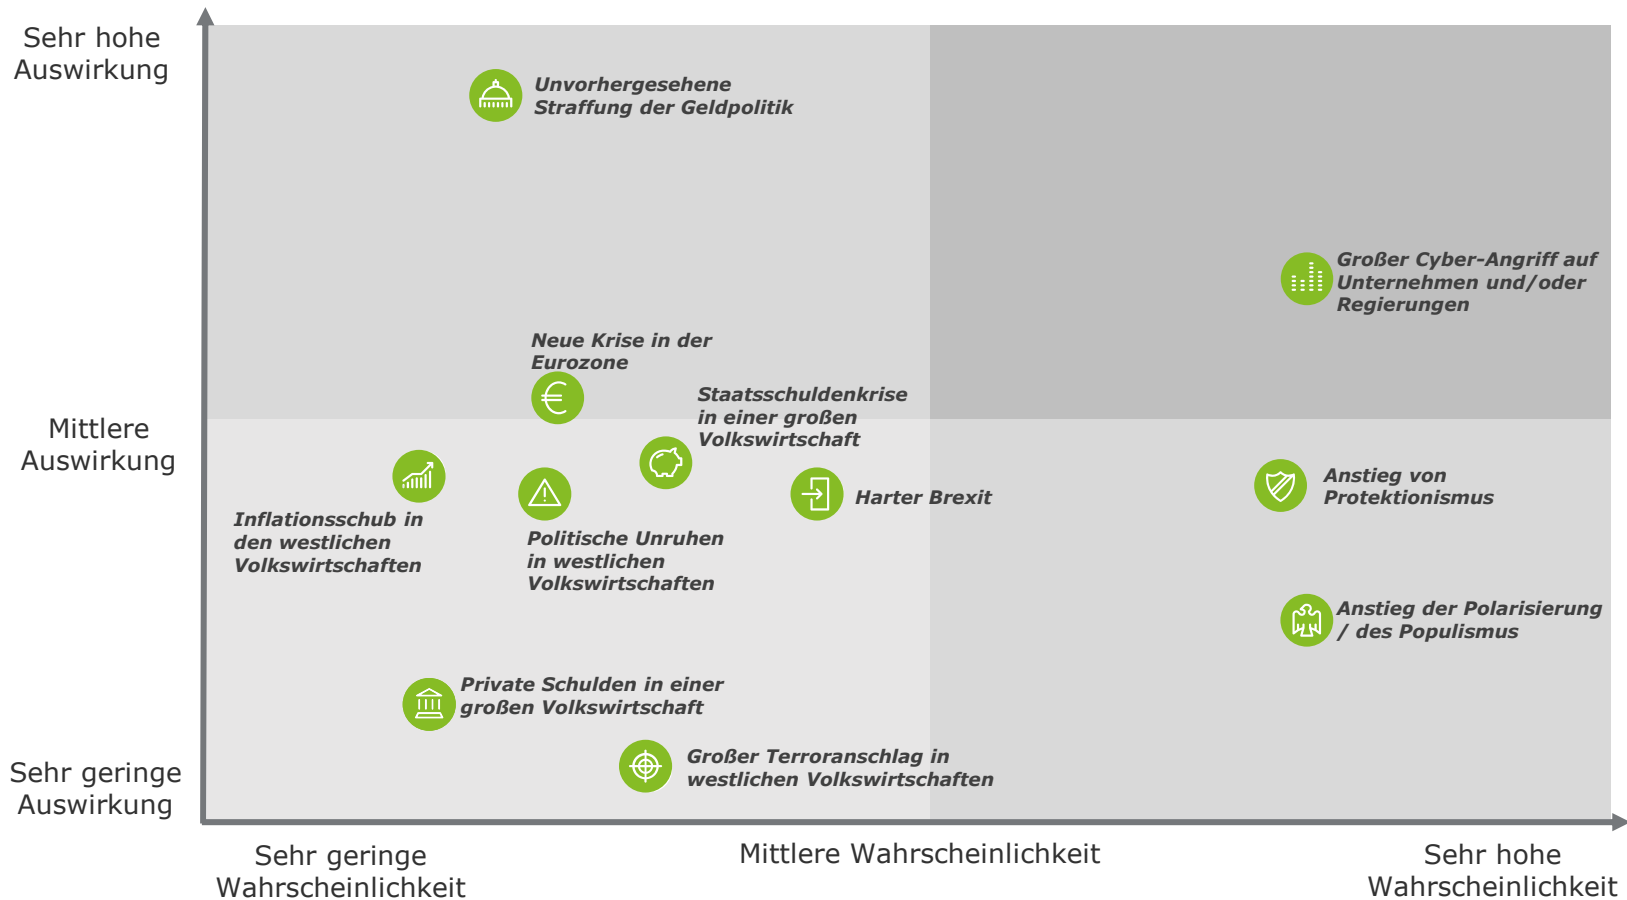 Sehr hohe
Auswirkung
Unvorhergesehene
Straffung der Geldpolitik
Großer Cyber-Angriff auf
Unternehmen und/oder
Regierungen
Neue Krise in der
Eurozone
Staatsschuldenkrise
in einer großen
Volkswirtschaft
Mittlere
Auswirkung
Inflationsschub in
den westlichen
Volkswirtschaften
Politische Unruhen
in westlichen
Volkswirtschaften
Harter Brexit
Anstieg von
Protektionismus
Anstieg der Polarisierung
/ des Populismus
Private Schulden in einer
großen Volkswirtschaft
Großer Terroranschlag in
westlichen Volkswirtschaften
Sehr geringe
Auswirkung
Sehr geringe
Wahrscheinlichkeit
Mittlere Wahrscheinlichkeit
Sehr hohe
Wahrscheinlichkeit